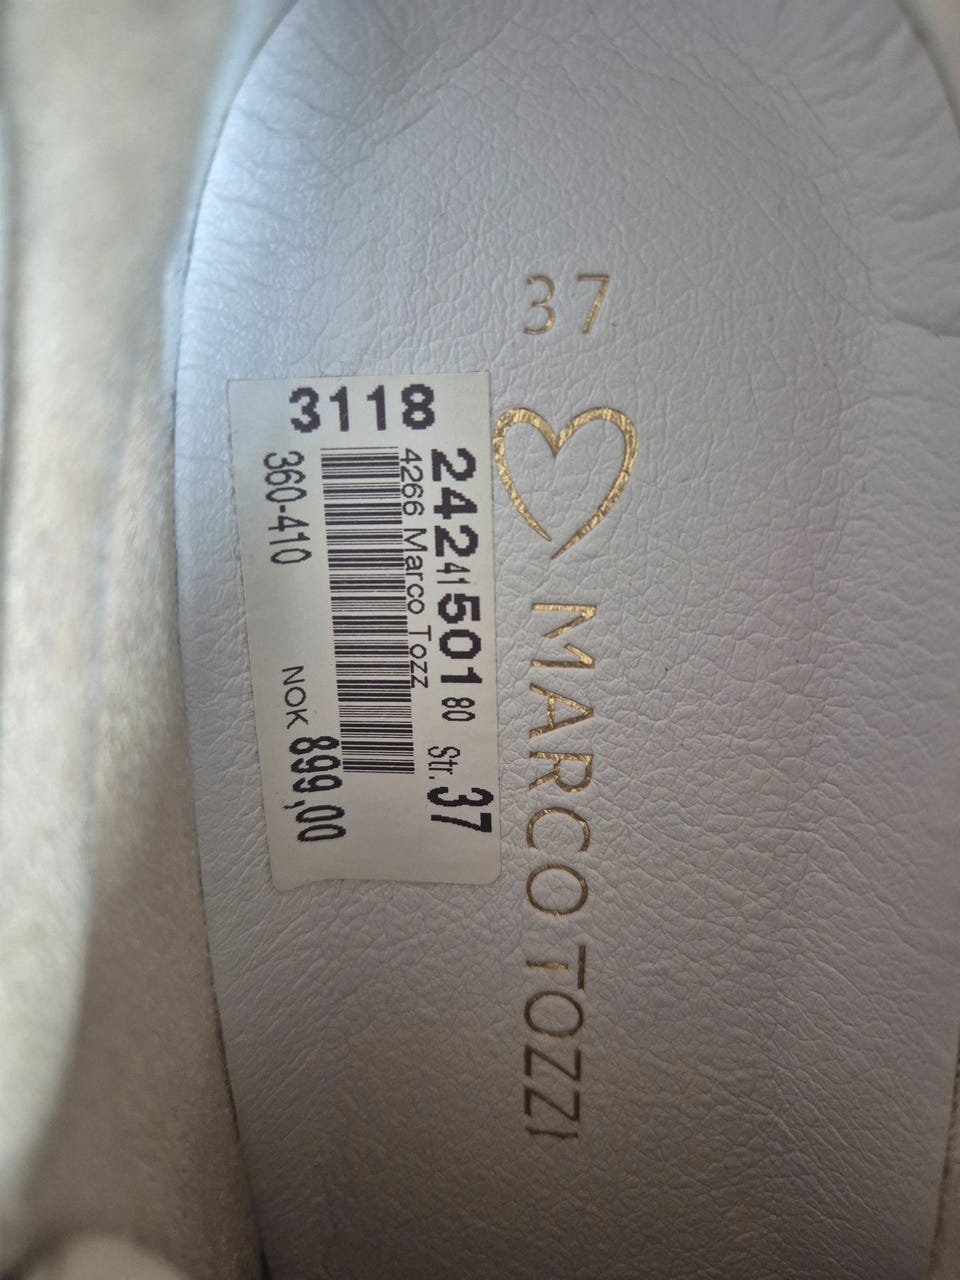 37
MARCO TOZZI
3118
242 41 501 80 Str. 37
4266 Marco Tozz
360-410 NOK 899,00